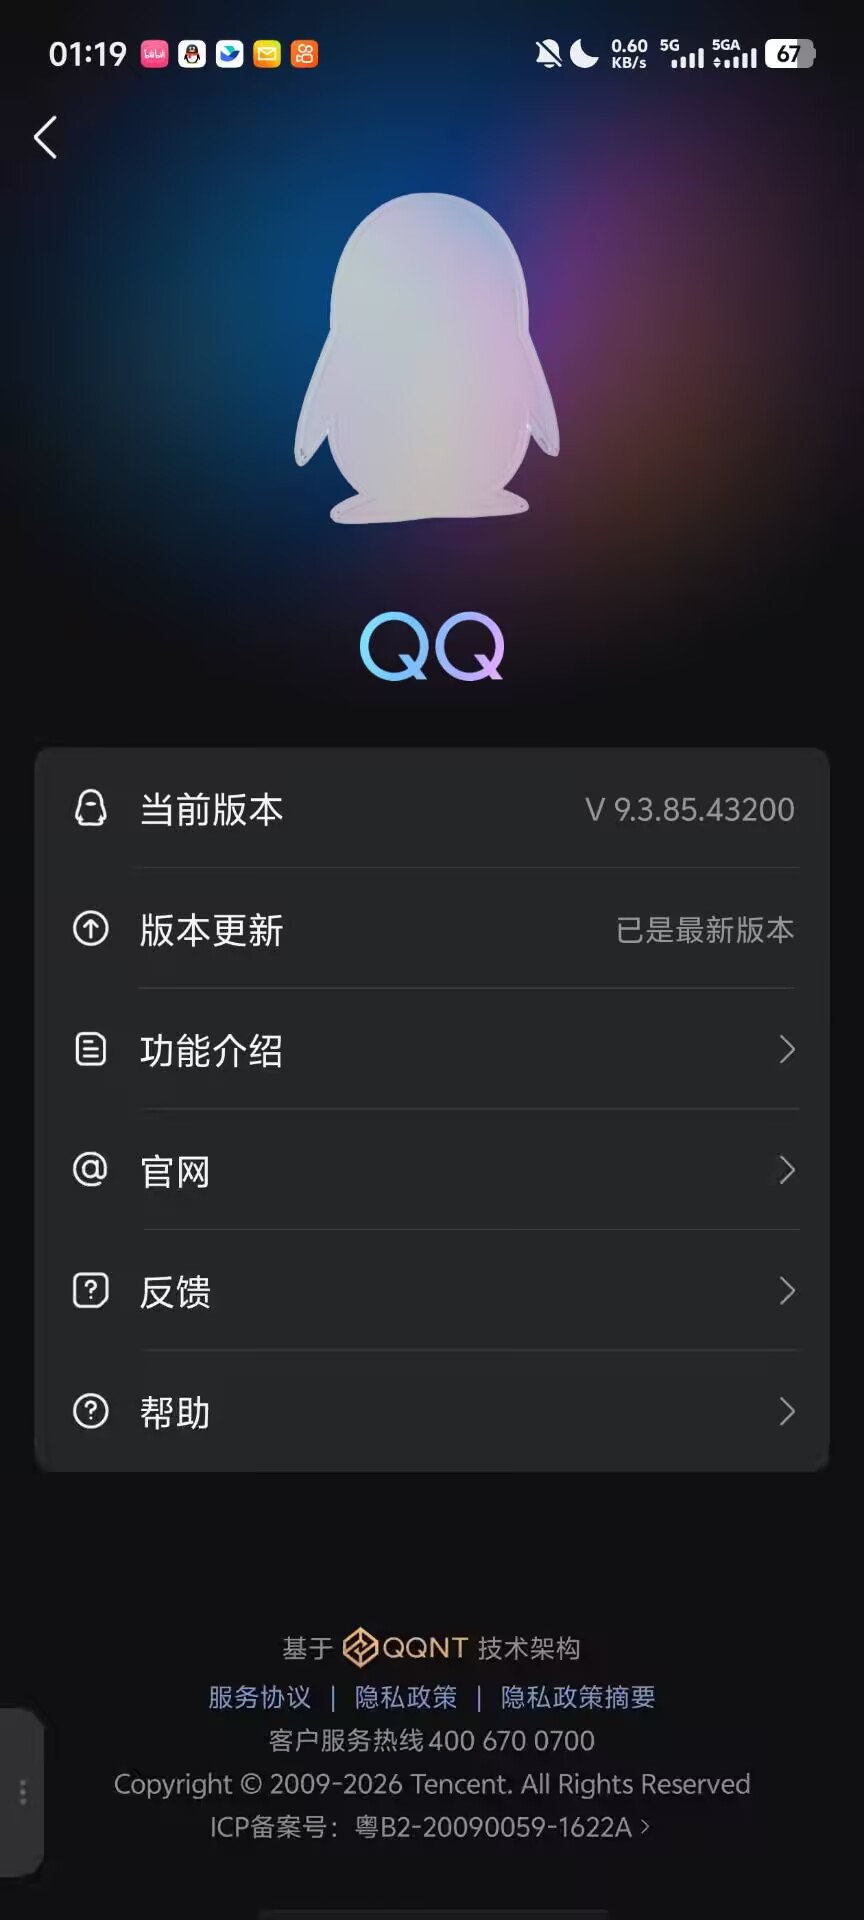 01:19
bilibili
0.60 KB/s 5G 5GA 67
QQ
当前版本 V 9.3.85.43200
版本更新 已是最新版本
功能介绍
官网
反馈
帮助
基于 QQNT 技术架构
服务协议 | 隐私政策 | 隐私政策摘要
客户服务热线 400 670 0700
Copyright © 2009-2026 Tencent. All Rights Reserved
ICP备案号：粤B2-20090059-1622A >